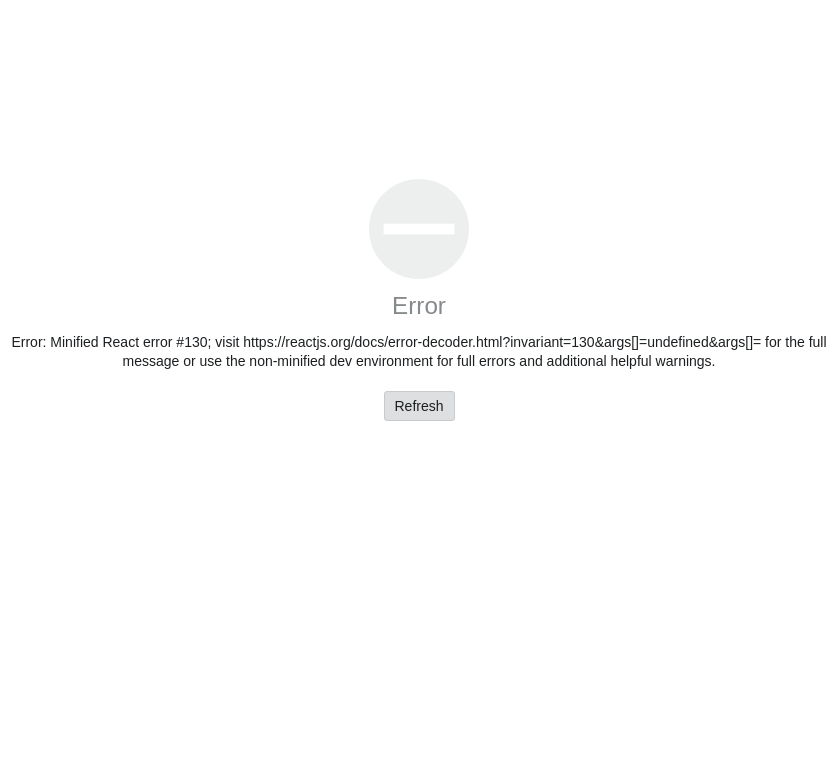 Error
Error: Minified React error #130; visit https://reactjs.org/docs/error-decoder.html?invariant=130&args[]=undefined&args[]= for the full
message or use the non-minified dev environment for full errors and additional helpful warnings.
Refresh